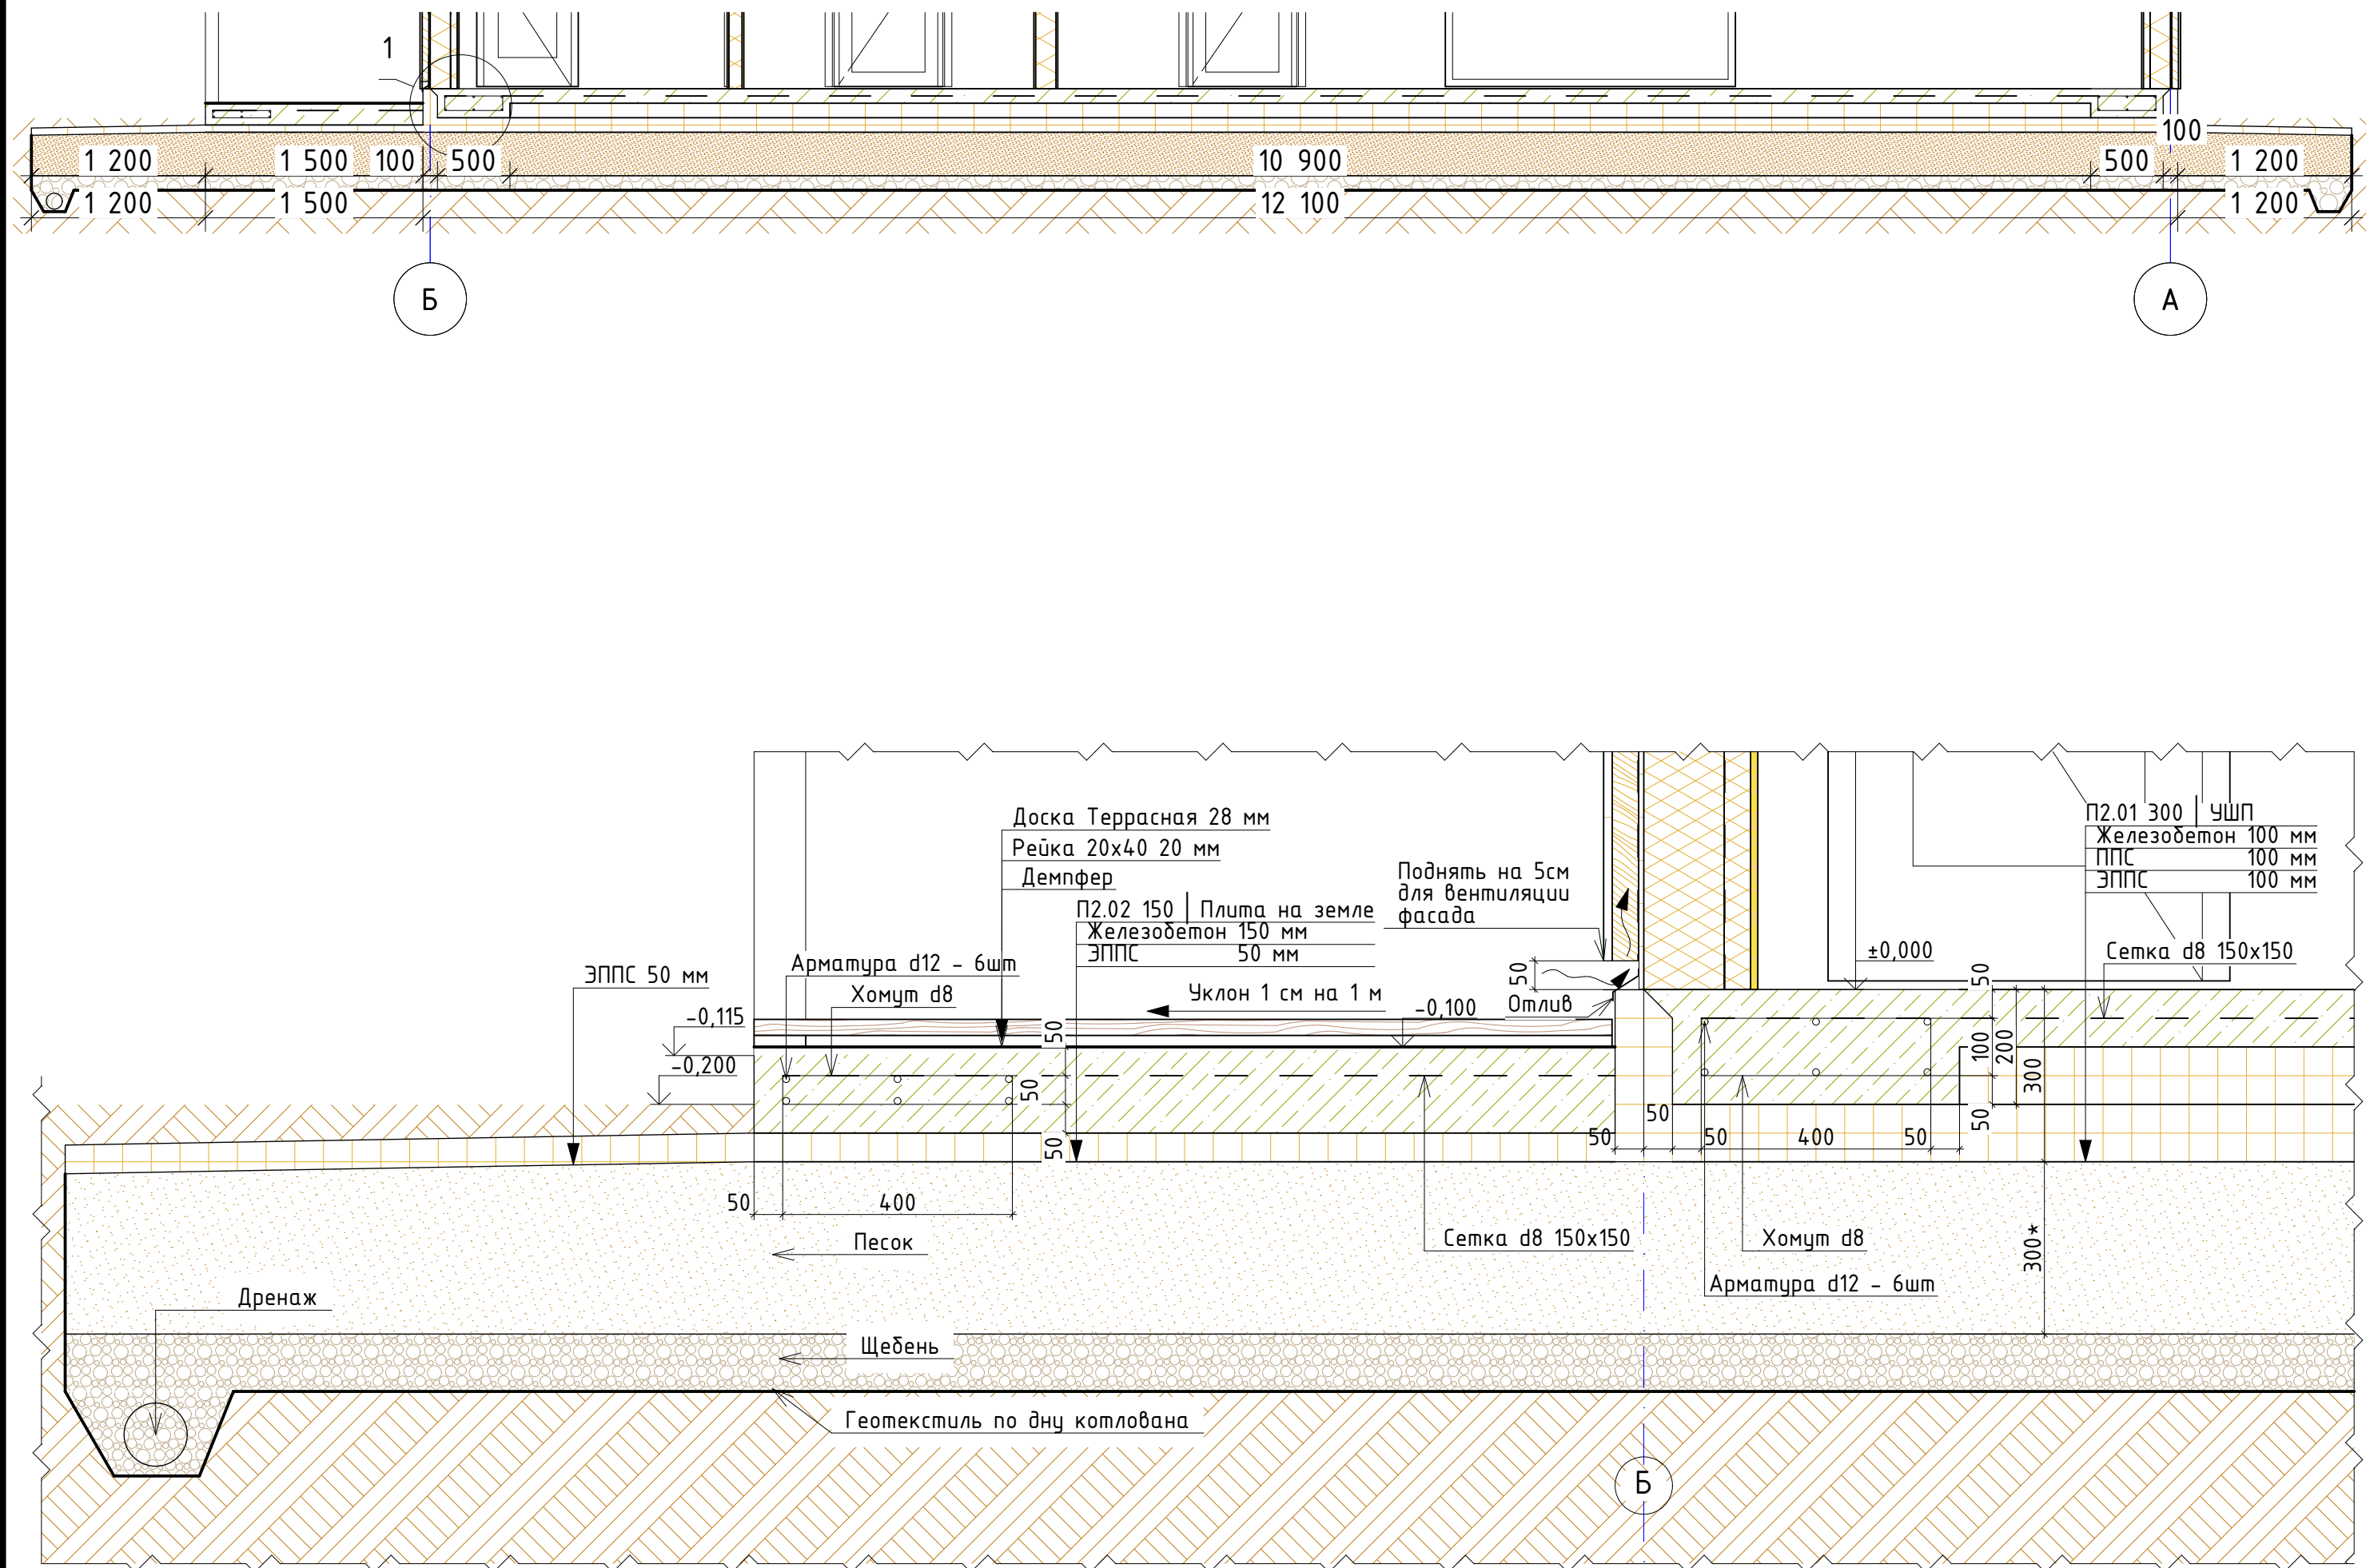 1
1 200
1 500
100
500
10 900
500
100
1 200
1 200
1 500
12 100
1 200
Б
А
Доска Террасная 28 мм
Рейка 20х40 20 мм
Демпфер
П2.02 150 | Плита на земле
Железобетон 150 мм
ЭППС 50 мм
Поднять на 5см
для вентиляции
фасада
П2.01 300 | УШП
Железобетон 100 мм
ППС 100 мм
ЭППС 100 мм
±0,000
Сетка d8 150х150
Арматура d12 - 6шт
ЭППС 50 мм
Хомут d8
Уклон 1 см на 1 м
50
Отлив
-0,100
-0,115
-0,200
50
50
50
50
100
200
300
50
50
50
50
400
50
50
400
Песок
Сетка d8 150х150
Хомут d8
300*
Арматура d12 - 6шт
Дренаж
Щебень
Геотекстиль по дну котлована
Б